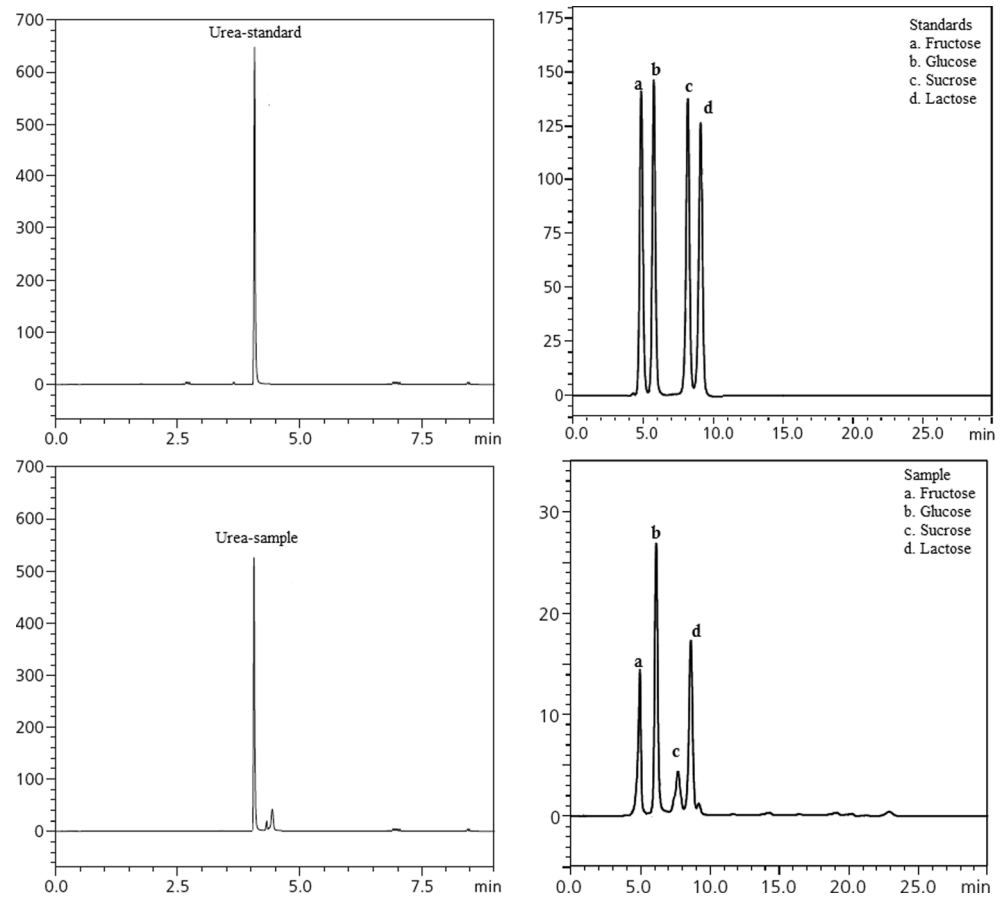 Urea-standard
700
600
500
400
300
200
100
0
0.0 2.5 5.0 7.5 min
Standards
a. Fructose
b. Glucose
c. Sucrose
d. Lactose
a
b
c
d
175
150
125
100
75
50
25
0
0.0 5.0 10.0 15.0 20.0 25.0 min
Urea-sample
700
600
500
400
300
200
100
0
0.0 2.5 5.0 7.5 min
Sample
a. Fructose
b. Glucose
c. Sucrose
d. Lactose
a
b
c
d
30
20
10
0
0.0 5.0 10.0 15.0 20.0 25.0 min